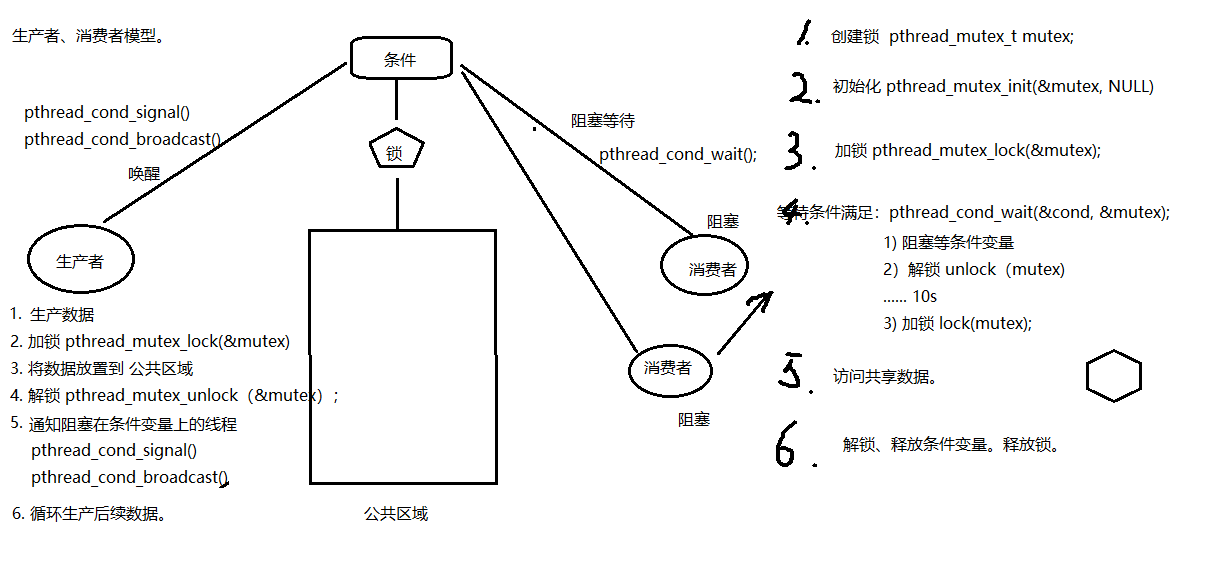 生产者、消费者模型。
条件
pthread_cond_signal()
pthread_cond_broadcast()
唤醒
锁
阻塞等待
pthread_cond_wait();
生产者
阻塞
消费者
消费者
阻塞
1. 生产数据
2. 加锁 pthread_mutex_lock(&mutex)
3. 将数据放置到 公共区域
4. 解锁 pthread_mutex_unlock（&mutex）;
5. 通知阻塞在条件变量上的线程
pthread_cond_signal()
pthread_cond_broadcast()
6. 循环生产后续数据。
公共区域
1. 创建锁 pthread_mutex_t mutex;
2. 初始化 pthread_mutex_init(&mutex, NULL)
3. 加锁 pthread_mutex_lock(&mutex);
4. 等待条件满足：pthread_cond_wait(&cond, &mutex);
1) 阻塞等条件变量
2）解锁 unlock（mutex)
...... 10s
3) 加锁 lock(mutex);
5. 访问共享数据。
6. 解锁、释放条件变量。释放锁。